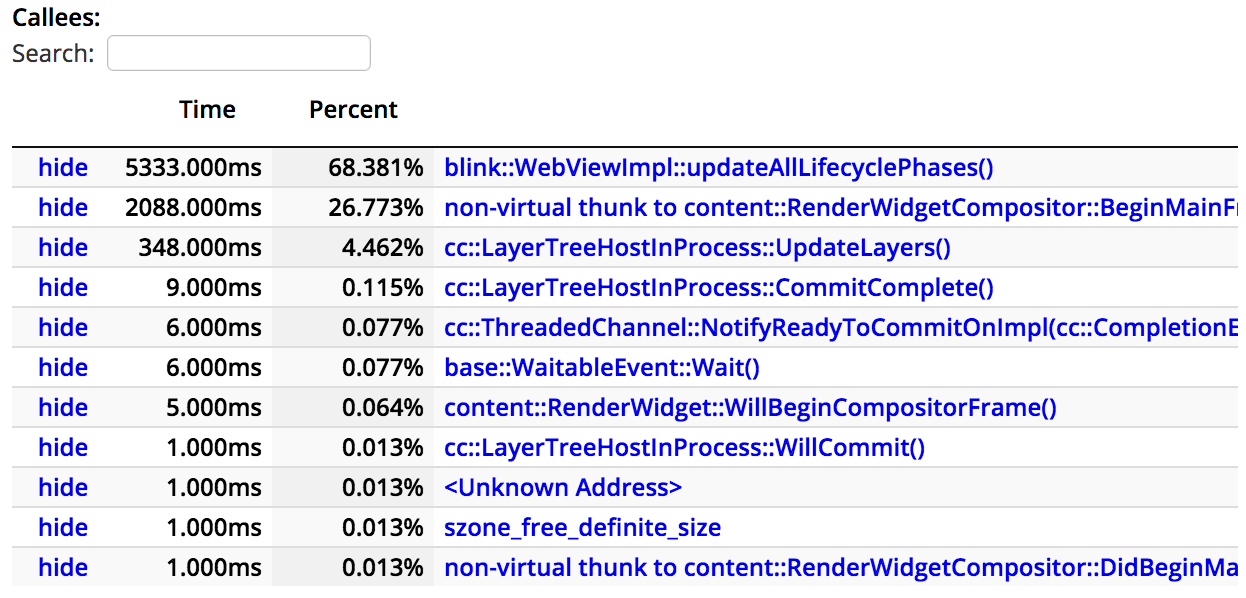 Callees:
Search:
Time Percent
hide 5333.000ms 68.381% blink::WebViewImpl::updateAllLifecyclePhases()
hide 2088.000ms 26.773% non-virtual thunk to content::RenderWidgetCompositor::BeginMainFr
hide 348.000ms 4.462% cc::LayerTreeHostInProcess::UpdateLayers()
hide 9.000ms 0.115% cc::LayerTreeHostInProcess::CommitComplete()
hide 6.000ms 0.077% cc::ThreadedChannel::NotifyReadyToCommitOnImpl(cc::CompletionE
hide 6.000ms 0.077% base::WaitableEvent::Wait()
hide 5.000ms 0.064% content::RenderWidget::WillBeginCompositorFrame()
hide 1.000ms 0.013% cc::LayerTreeHostInProcess::WillCommit()
hide 1.000ms 0.013% <Unknown Address>
hide 1.000ms 0.013% szone_free_definite_size
hide 1.000ms 0.013% non-virtual thunk to content::RenderWidgetCompositor::DidBeginMa